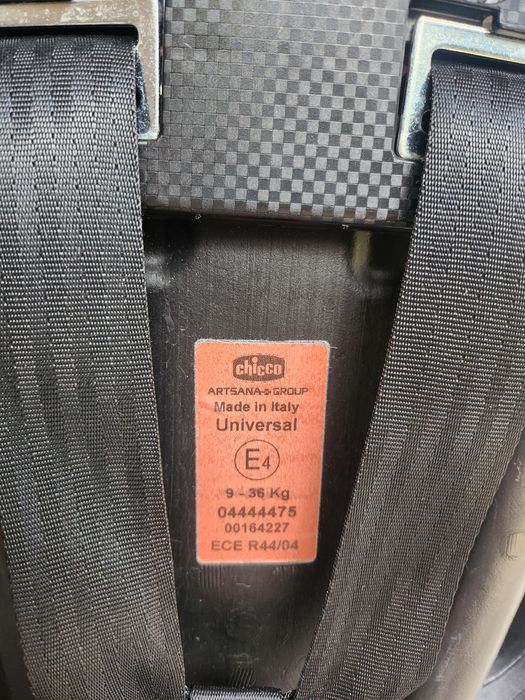 chicco
ARTSANA GROUP
Made in Italy
Universal
E4
9 - 36 Kg
04444475
00164227
ECE R44/04